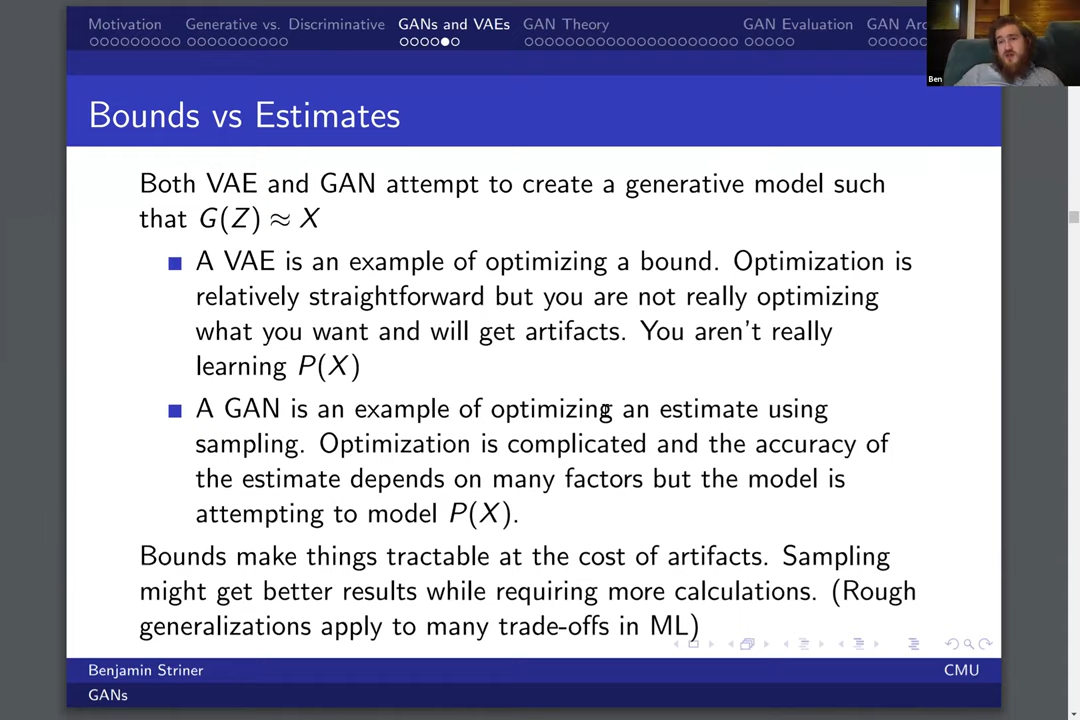 Motivation Generative vs. Discriminative GANs and VAEs GAN Theory GAN Evaluation GAN
Ben
Bounds vs Estimates
Both VAE and GAN attempt to create a generative model such
that G(Z) ≈ X
A VAE is an example of optimizing a bound. Optimization is
relatively straightforward but you are not really optimizing
what you want and will get artifacts. You aren't really
learning P(X)
A GAN is an example of optimizing an estimate using
sampling. Optimization is complicated and the accuracy of
the estimate depends on many factors but the model is
attempting to model P(X).
Bounds make things tractable at the cost of artifacts. Sampling
might get better results while requiring more calculations. (Rough
generalizations apply to many trade-offs in ML)
Benjamin Striner CMU
GANs